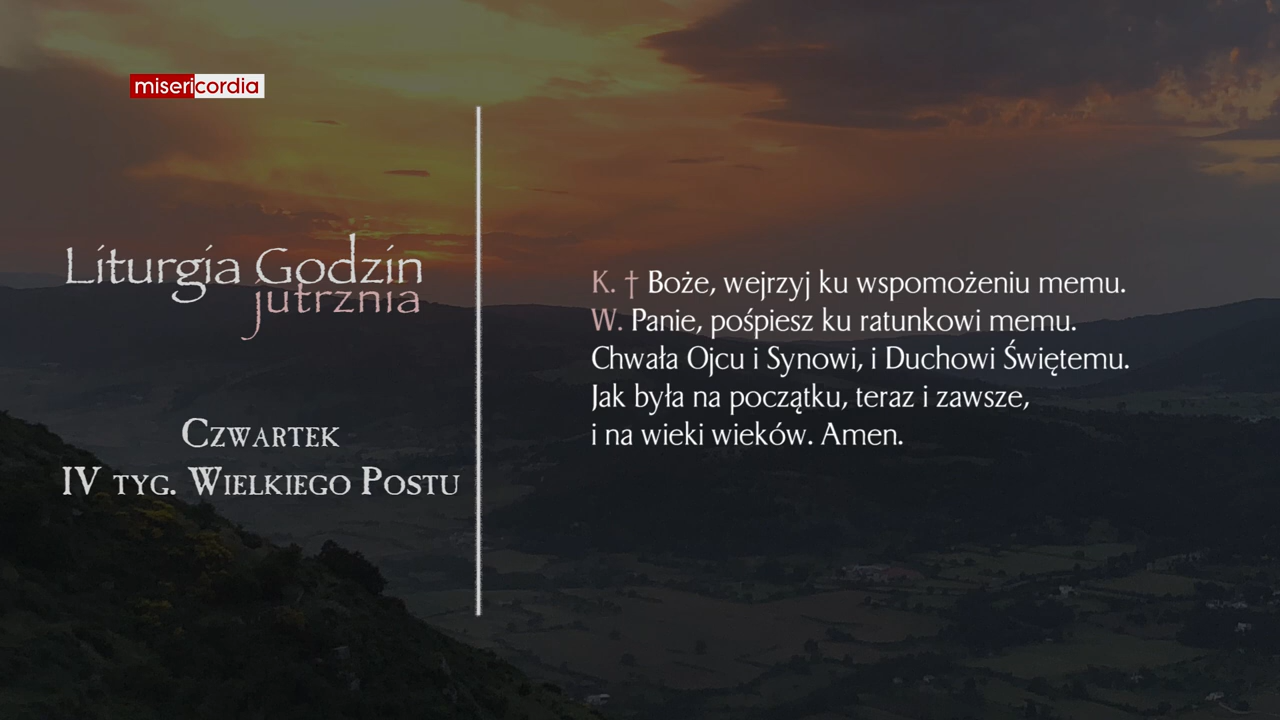 misericordia
Liturgia Godzin
jutrznia
Czwartek
IV tyg. Wielkiego Postu
K. † Boże, wejrzyj ku wspomożeniu memu.
W. Panie, pośpiesz ku ratunkowi memu.
Chwała Ojcu i Synowi, i Duchowi Świętemu.
Jak była na początku, teraz i zawsze,
i na wieki wieków. Amen.